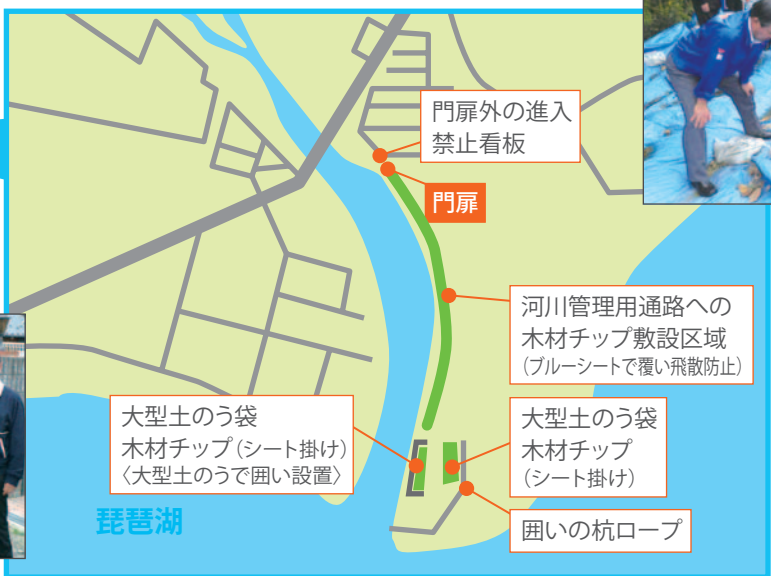 門扉外の進入
禁止看板
門扉
河川管理用通路への
木材チップ敷設区域
(ブルーシートで覆い飛散防止)
大型土のう袋
木材チップ(シート掛け)
〈大型土のうで囲い設置〉
大型土のう袋
木材チップ
(シート掛け)
囲いの杭ロープ
琵琶湖